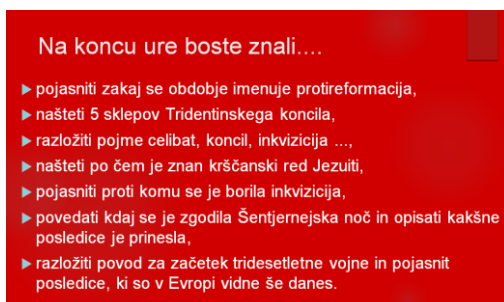 Na koncu ure boste znali....
pojasniti zakaj se obdobje imenuje protireformacija,
našteti 5 sklepov Tridentinskega koncila,
razložiti pojme celibat, koncil, inkvizicija ...,
našteti po čem je znan krščanski red Jezuiti,
pojasniti proti komu se je borila inkvizicija,
povedati kdaj se je zgodila Šentjernejska noč in opisati kakšne
posledice je prinesla,
razložiti povod za začetek tridesetletne vojne in pojasnit
posledice, ki so v Evropi vidne še danes.